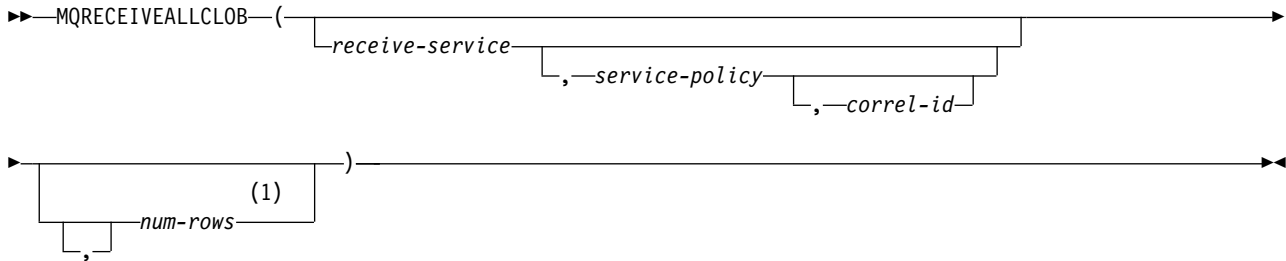 MQRECEIVEALLCLOB (
receive-service
, service-policy
, correl-id
)
(1)
num-rows
,